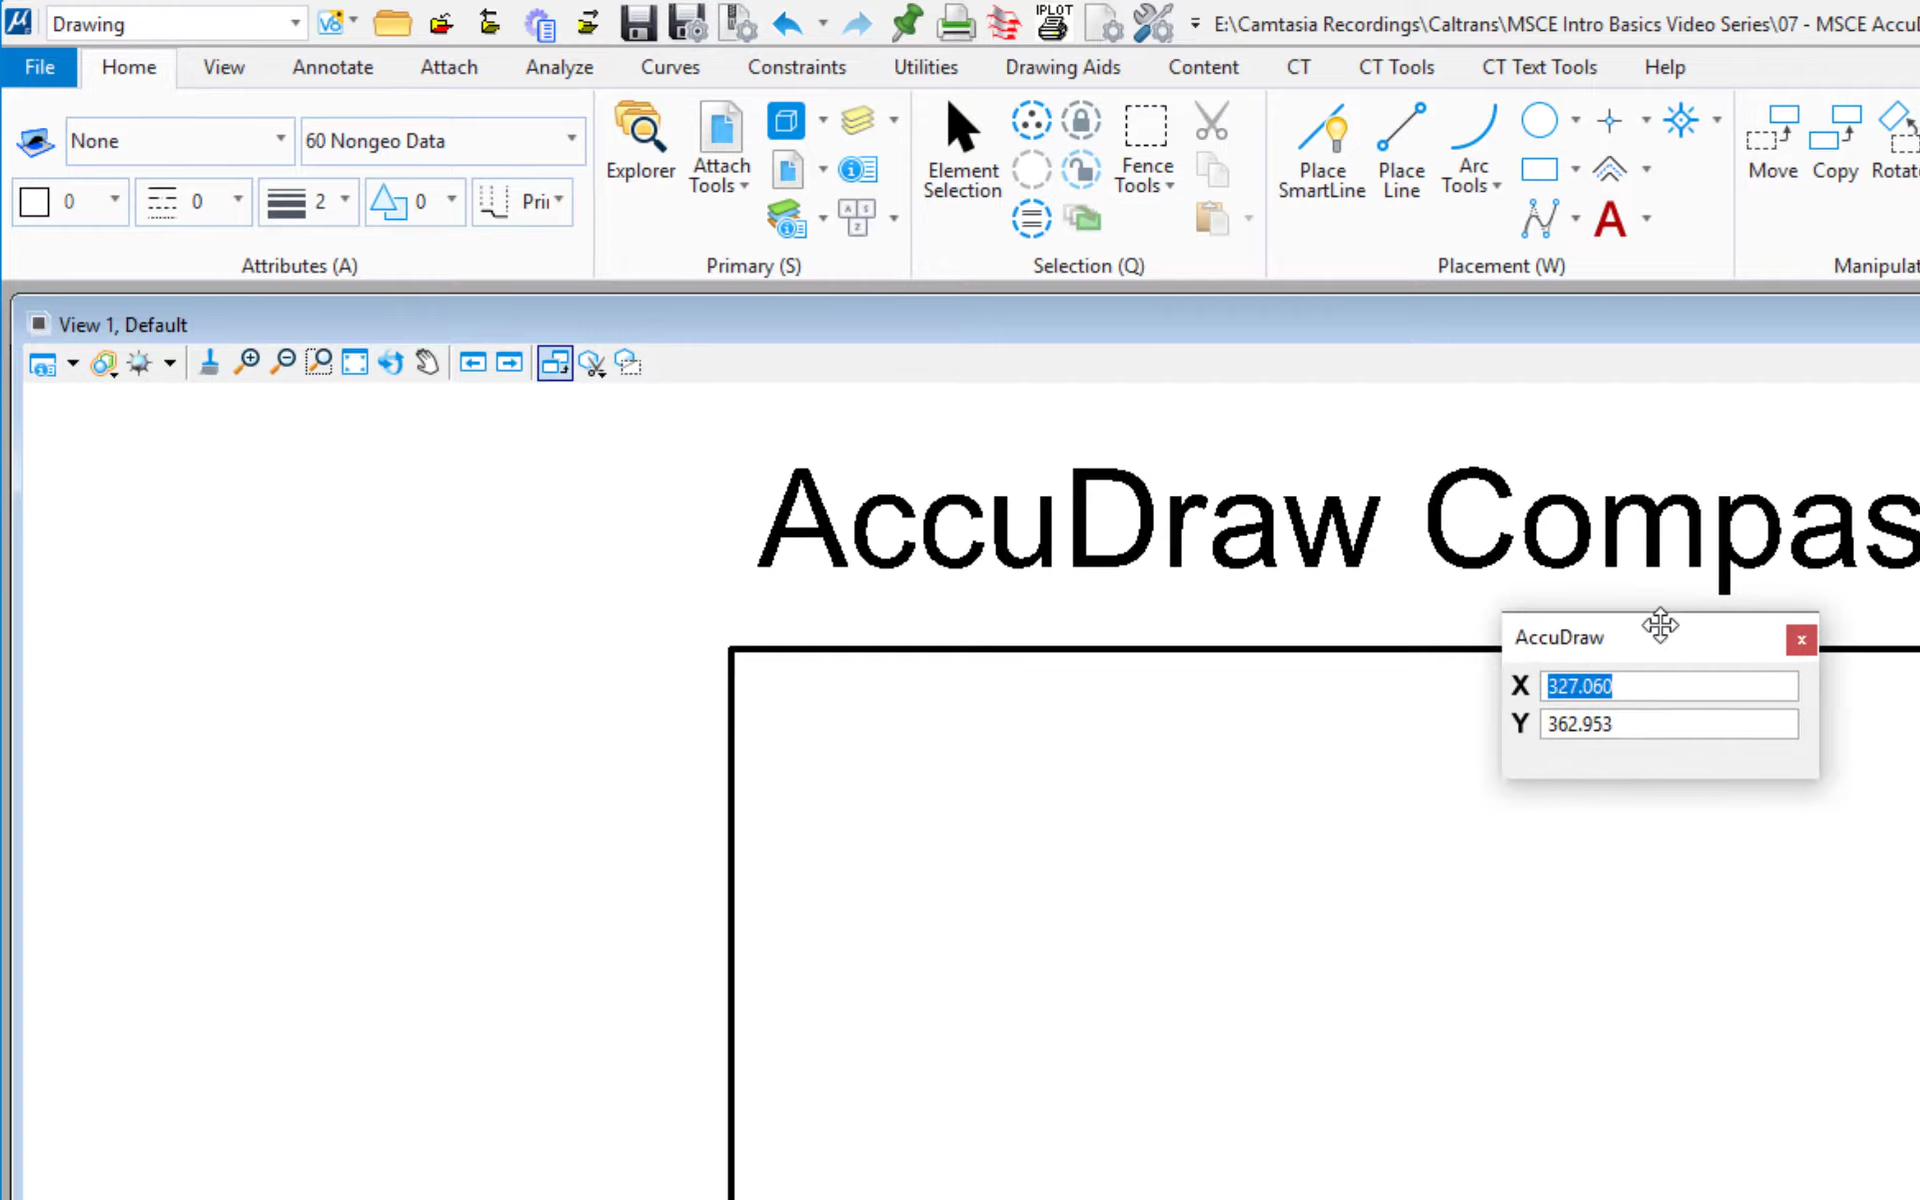 Drawing
IPLOT
E:\Camtasia Recordings\Caltrans\MSCE Intro Basics Video Series\07 - MSCE Accu
File Home View Annotate Attach Analyze Curves Constraints Utilities Drawing Aids Content CT CT Tools CT Text Tools Help
None
60 Nongeo Data
0
0
2
0
Pri
Explorer
Attach
Tools
Element
Selection
Fence
Tools
Place
SmartLine
Place
Line
Arc
Tools
A
Move
Copy
Rotate
Attributes (A)
Primary (S)
Selection (Q)
Placement (W)
Manipulat
View 1, Default
AccuDraw Compas
AccuDraw
x
X 327.060
Y 362.953